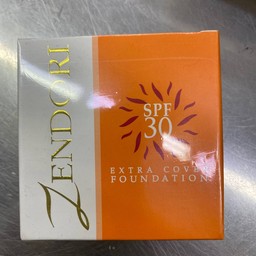 ZENDORI
SPF
30
EXTRA COVER
FOUNDATION